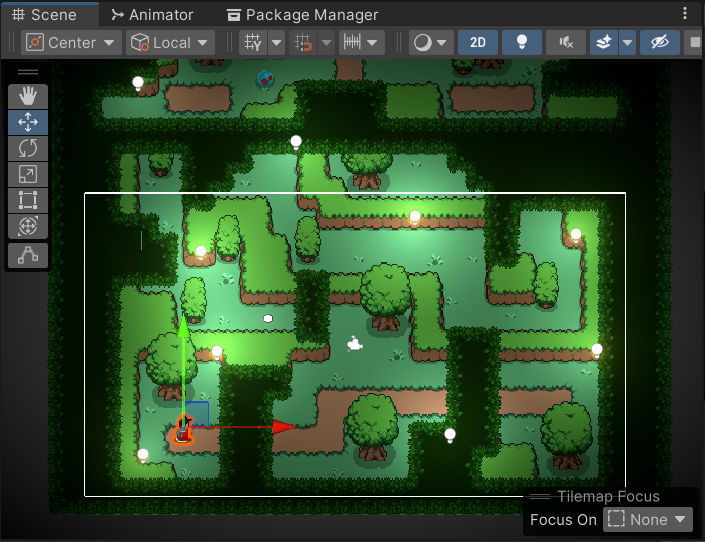 Scene Animator Package Manager
Center Local 2D
Tilemap Focus
Focus On None